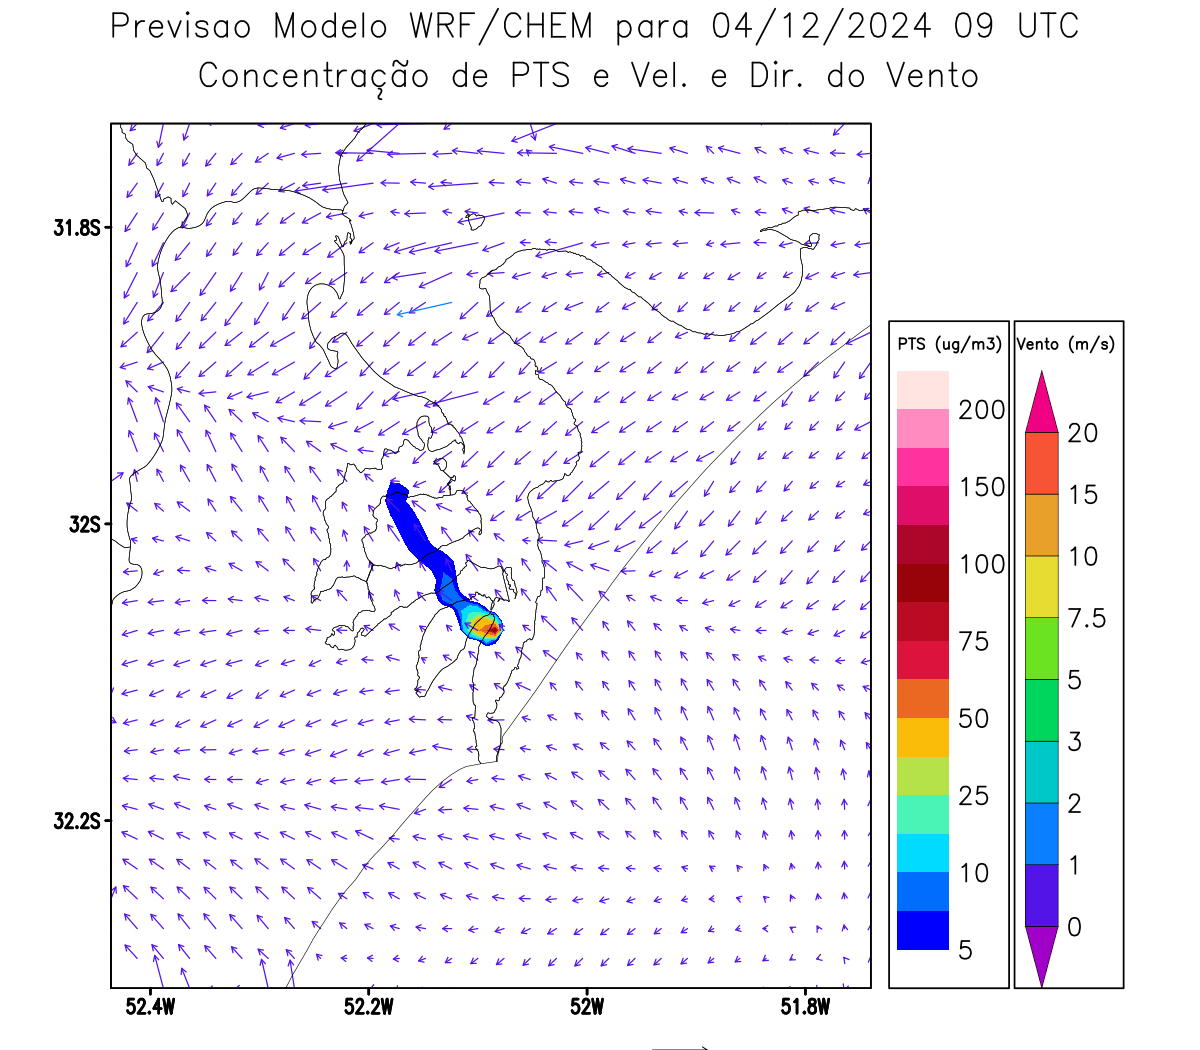 Previsao Modelo WRF/CHEM para 04/12/2024 09 UTC
Concentração de PTS e Vel. e Dir. do Vento
31.8S
32S
32.2S
52.4W
52.2W
52W
51.8W
PTS (ug/m3)
200
150
100
75
50
25
10
5
Vento (m/s)
20
15
10
7.5
5
3
2
1
0